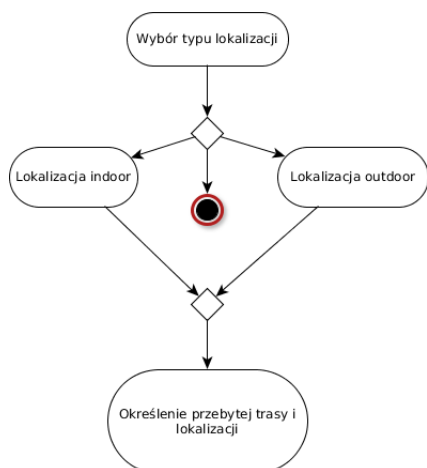 Wybór typu lokalizacji
Lokalizacja indoor
Lokalizacja outdoor
Określenie przebytej trasy i
lokalizacji